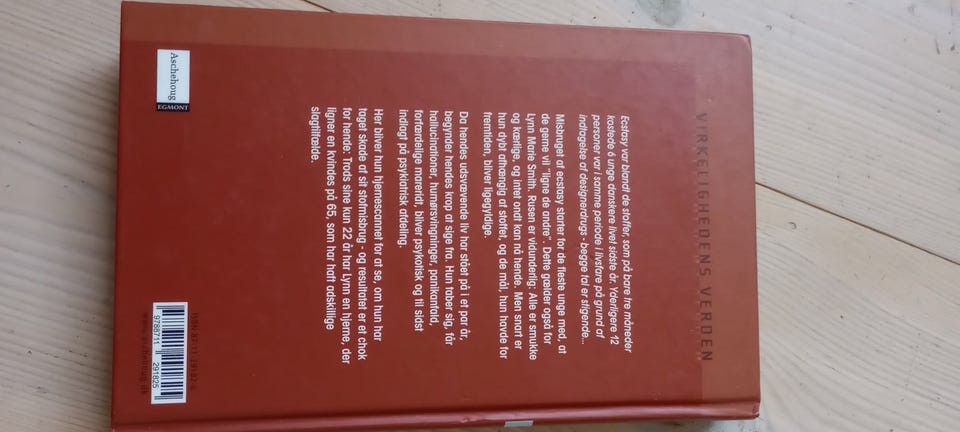 VIRKELIGHEDENS VERDEN
Ecstasy var blandt de stoffer, som på bare tre måneder
kostede 6 unge danskere livet sidste år. Yderligere 12
personer var i samme periode i livsfare på grund af
indtagelse af designerdrugs - begge tal er stigende...
Misbruget af ecstasy starter for de fleste unge med, at
de gerne vil "ligne de andre". Dette gælder også for
Lynn Marie Smith. Rusen er vidunderlig: Alle er smukke
og kærlige, og intet ondt kan nå hende. Men snart er
hun dybt afhængig af stoffet, og de mål, hun havde for
fremtiden, bliver ligegyldige.
Da hendes udsvævende liv har stået på i et par år,
begynder hendes krop at sige fra. Hun taber sig, får
hallucinationer, humørsvingninger, panikanfald,
forfærdelige mareridt, bliver psykotisk og til sidst
indlagt på psykiatrisk afdeling.
Her bliver hun hjernescannet for at se, om hun har
taget skade af sit stofmisbrug - og resultatet er et chok
for hende: Trods sine kun 22 år har Lynn en hjerne, der
ligner en kvindes på 65, som har haft adskillige
slagtilfælde.
Aschehoug
EGMONT
9788711 291825